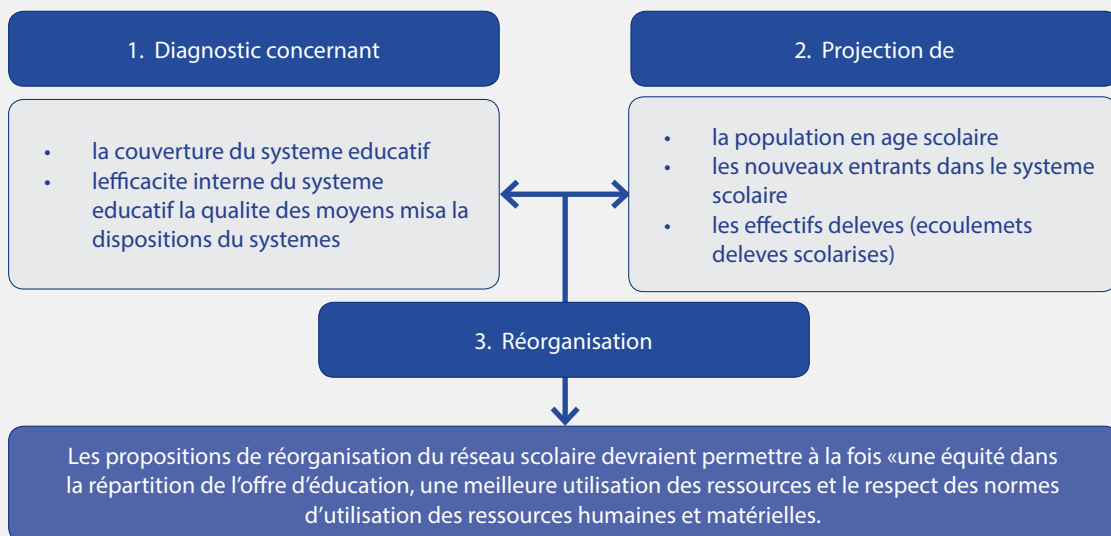 1. Diagnostic concernant
• la couverture du systeme educatif
• lefficacite interne du systeme
educatif la qualite des moyens misa la
dispositions du systemes
2. Projection de
• la population en age scolaire
• les nouveaux entrants dans le systeme
scolaire
• les effectifs deleves (ecoulemets
deleves scolarises)
3. Réorganisation
Les propositions de réorganisation du réseau scolaire devraient permettre à la fois «une équité dans
la répartition de l’offre d’éducation, une meilleure utilisation des ressources et le respect des normes
d’utilisation des ressources humaines et matérielles.